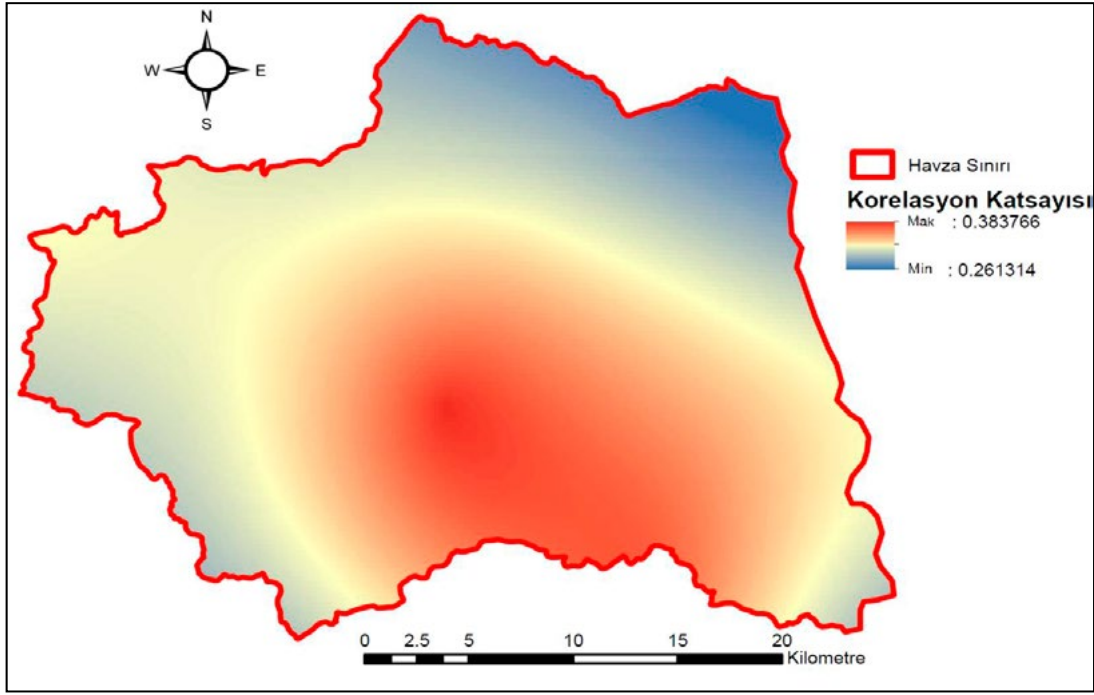 N
W E
S
Havza Sınırı
Korelasyon Katsayısı
Mak : 0.383766
Min : 0.261314
0 2.5 5 10 15 20
Kilometre